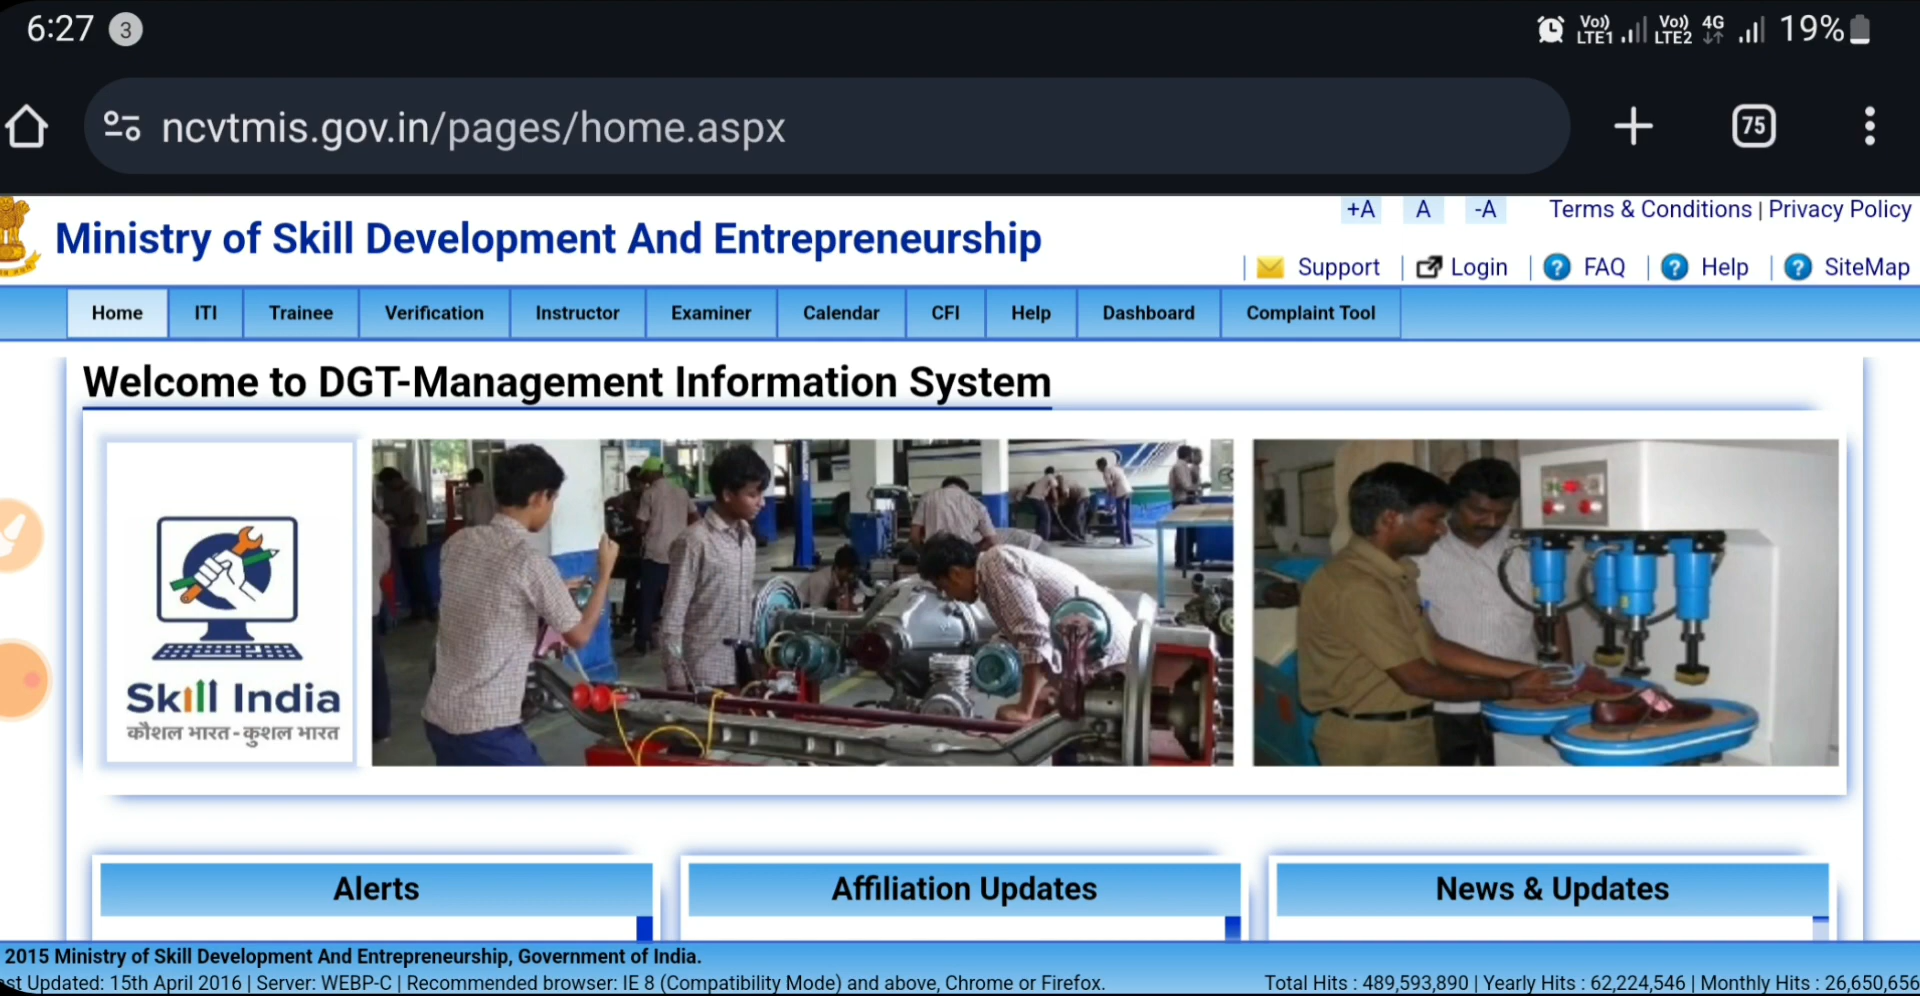 6:27 3 Vo)) LTE1 Vo)) LTE2 4G 19%
ncvtmis.gov.in/pages/home.aspx 75
+A A -A Terms & Conditions | Privacy Policy
Ministry of Skill Development And Entrepreneurship
| Support | Login | ? FAQ | ? Help | ? SiteMap
Home ITI Trainee Verification Instructor Examiner Calendar CFI Help Dashboard Complaint Tool
Welcome to DGT-Management Information System
Skill India
कौशल भारत - कुशल भारत
Alerts Affiliation Updates News & Updates
2015 Ministry of Skill Development And Entrepreneurship, Government of India.
st Updated: 15th April 2016 | Server: WEBP-C | Recommended browser: IE 8 (Compatibility Mode) and above, Chrome or Firefox. Total Hits : 489,593,890 | Yearly Hits : 62,224,546 | Monthly Hits : 26,650,656